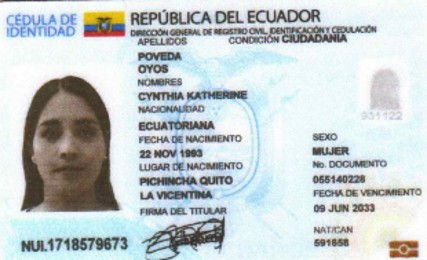 CÉDULA DE
IDENTIDAD
REPÚBLICA DEL ECUADOR
DIRECCIÓN GENERAL DE REGISTRO CIVIL, IDENTIFICACIÓN Y CEDULACIÓN
APELLIDOS
CONDICIÓN CIUDADANIA
POVEDA
OYOS
NOMBRES
CYNTHIA KATHERINE
NACIONALIDAD
ECUATORIANA
FECHA DE NACIMIENTO
22 NOV 1993
LUGAR DE NACIMIENTO
PICHINCHA QUITO
LA VICENTINA
FIRMA DEL TITULAR
931122
SEXO
MUJER
No. DOCUMENTO
055140228
FECHA DE VENCIMIENTO
09 JUN 2033
NAT/CAN
591658
NUI.1718579673